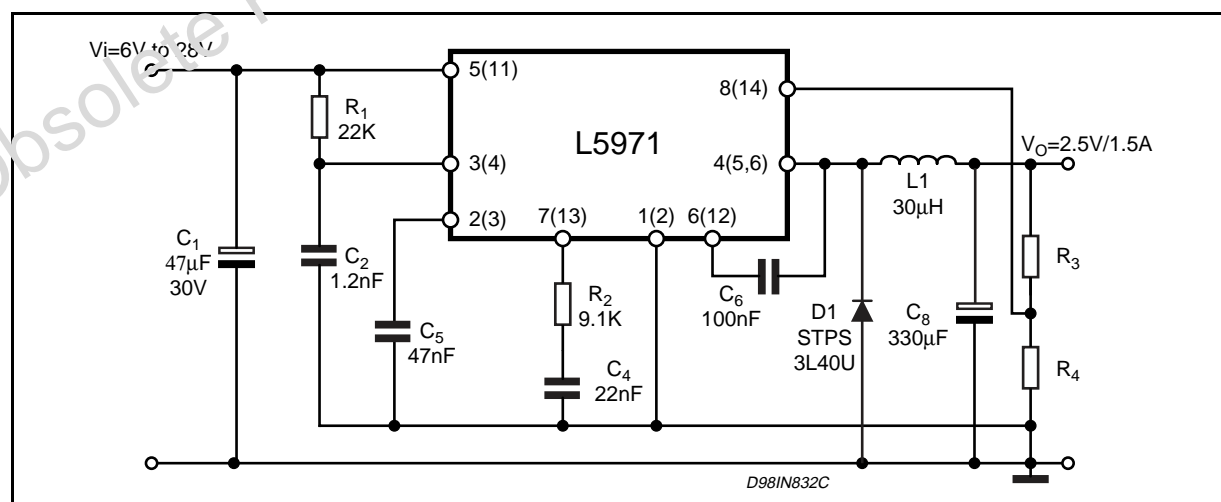 Obsolete
Vi=6V to 28V
5(11)
8(14)
R1
22K
L5971
VO=2.5V/1.5A
3(4)
4(5,6)
L1
30μH
2(3)
7(13)
1(2)
6(12)
C1
47μF
30V
C2
1.2nF
R2
9.1K
C6
100nF
D1
STPS
3L40U
C8
330μF
R3
C5
47nF
C4
22nF
R4
D98IN832C